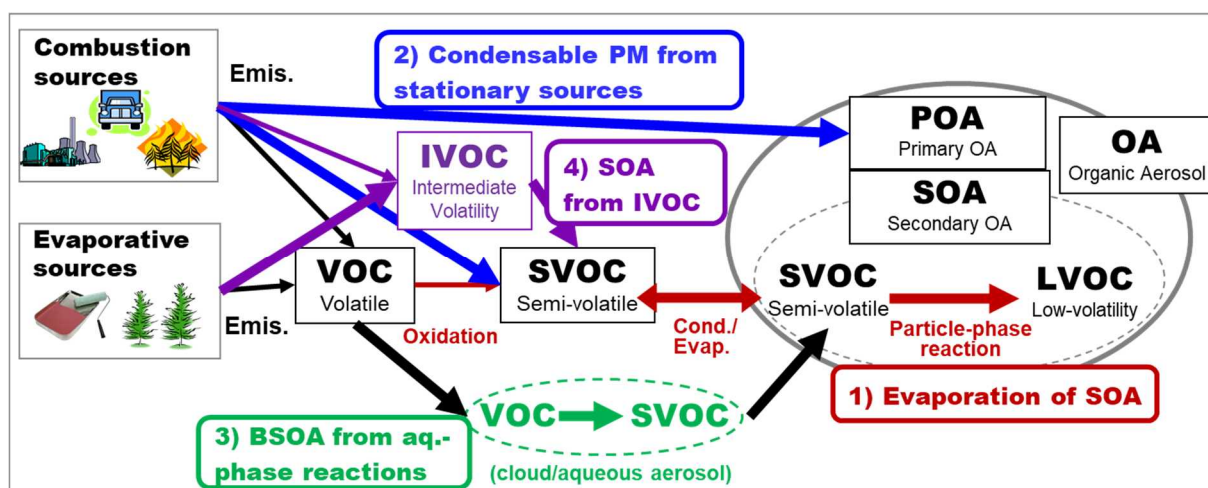 Combustion
sources
Emis.
2) Condensable PM from
stationary sources
POA
Primary OA
OA
Organic Aerosol
IVOC
Intermediate
Volatility
4) SOA
from IVOC
SOA
Secondary OA
Evaporative
sources
Emis.
VOC
Volatile
SVOC
Semi-volatile
SVOC
Semi-volatile
LVOC
Low-volatility
Oxidation
Cond./
Evap.
Particle-phase
reaction
1) Evaporation of SOA
3) BSOA from aq.-
phase reactions
VOC
SVOC
(cloud/aqueous aerosol)